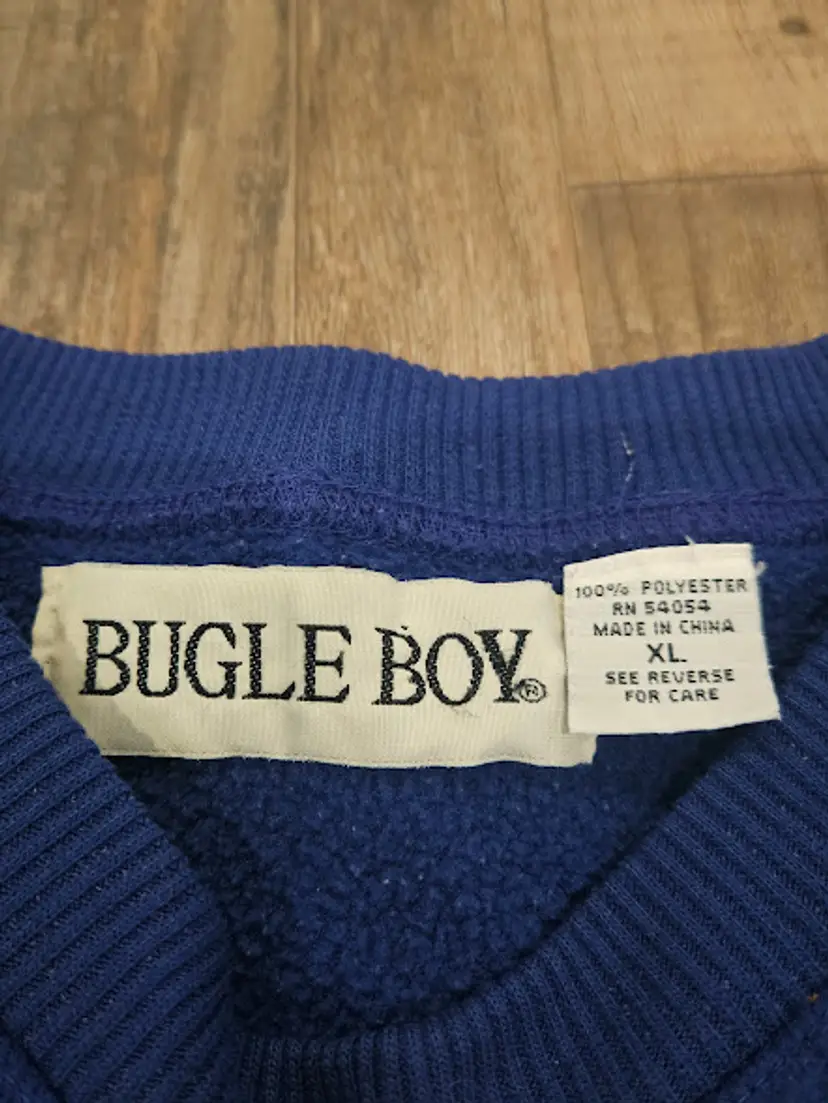 BUGLE BOY®
100% POLYESTER
RN 54054
MADE IN CHINA
XL
SEE REVERSE
FOR CARE